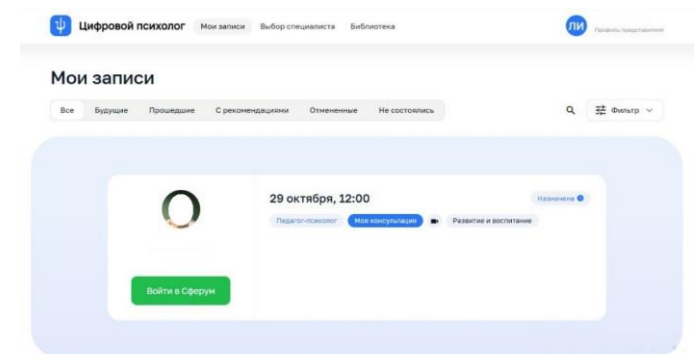 Цифровой психолог Мои записи Выбор специалиста Библиотека ЛИ Профиль представителя
Мои записи
Все Будущие Прошедшие С рекомендациями Отмененные Не состоялись Фильтр
29 октября, 12:00 Назначена
Педагог-психолог Моя консультация Развитие и воспитание
Войти в Сферум